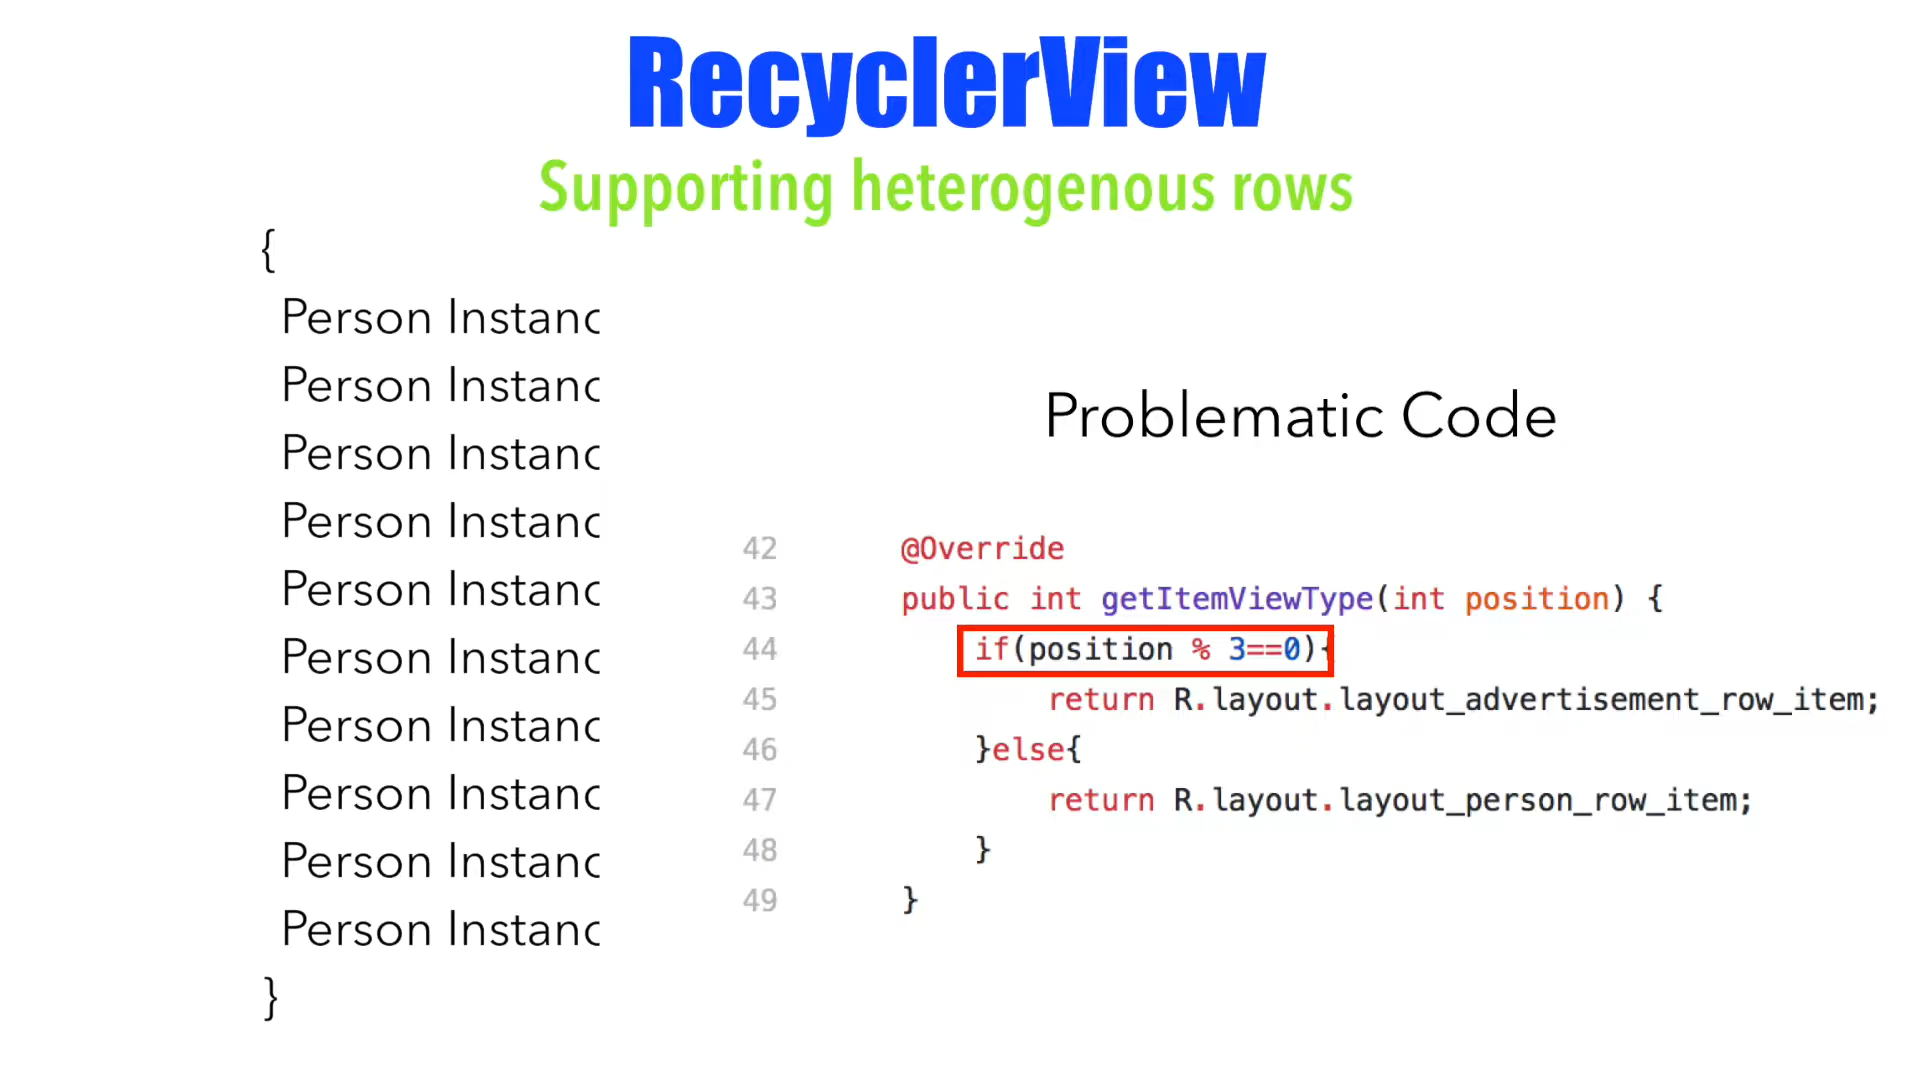 RecyclerView
Supporting heterogenous rows
{
Person Instanc
Person Instanc
Person Instanc
Person Instanc
Person Instanc
Person Instanc
Person Instanc
Person Instanc
Person Instanc
Person Instanc
}
Problematic Code
42 @Override
43 public int getItemViewType(int position) {
44 if(position % 3==0){
45 return R.layout.layout_advertisement_row_item;
46 }else{
47 return R.layout.layout_person_row_item;
48 }
49 }